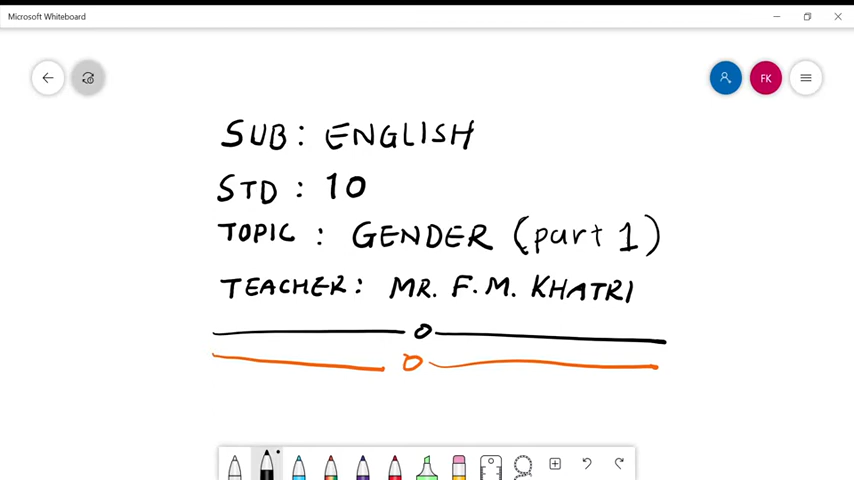 Microsoft Whiteboard
FK
SUB: ENGLISH
STD: 10
TOPIC: GENDER (part 1)
TEACHER: MR. F.M. KHATRI